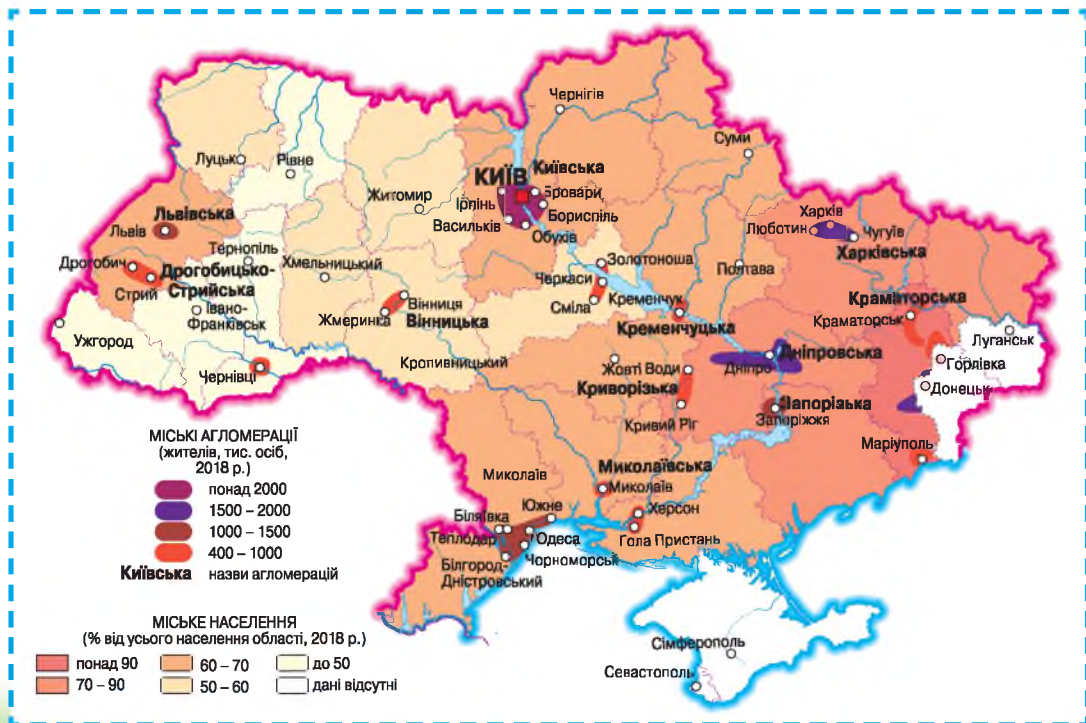 Чернігів
Суми
Луцьк
Рівне
Житомир
КИЇВ
Київська
Ірпінь
Бровари
Бориспіль
Васильків
Обухів
Львівська
Львів
Тернопіль
Хмельницький
Дрогобич
Дрогобицько-
Стрийська
Стрий
Івано-
Франківськ
Ужгород
Чернівці
Жмеринка
Вінниця
Вінницька
Золотоноша
Черкаси
Сміла
Полтава
Кременчук
Кременчуцька
Харків
Люботин
Чугуїв
Харківська
Краматорська
Краматорськ
Луганськ
Горлівка
Донецьк
Кропивницький
Жовті Води
Криворізька
Кривий Ріг
Дніпровська
Дніпро
Запорізька
Запоріжжя
Маріуполь
Миколаїв
Миколаївська
Миколаїв
Херсон
Гола Пристань
Южне
Біляївка
Теплодар
Одеса
Чорноморськ
Білгород-
Дністровський
Сімферополь
Севастополь
МІСЬКІ АГЛОМЕРАЦІЇ
(жителів, тис. осіб,
2018 р.)
понад 2000
1500 – 2000
1000 – 1500
400 – 1000
Київська назви агломерацій
МІСЬКЕ НАСЕЛЕННЯ
(% від усього населення області, 2018 р.)
понад 90 60 – 70 до 50
70 – 90 50 – 60 дані відсутні